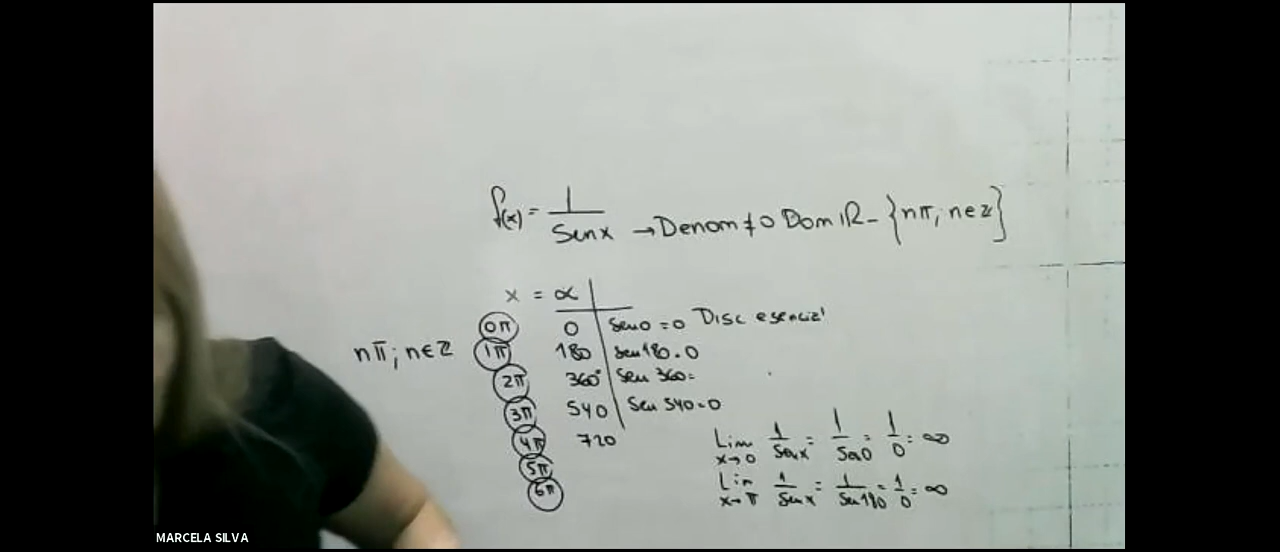 f(x) = 1/Senx → Denom ≠ 0 Dom IR - {nπ; n∈Z}
x = α
0π 0 Sen0 = 0 Disc esencial
nπ; n∈Z 1π 180 sen180 = 0
2π 360° Sen 360=
3π 540 Sen 540=0
4π 720
5π
6π
Lim x→0 1/Senx = 1/Sen0 = 1/0 = ∞
Lim x→π 1/Senx = 1/Sen180 = 1/0 = ∞
MARCELA SILVA